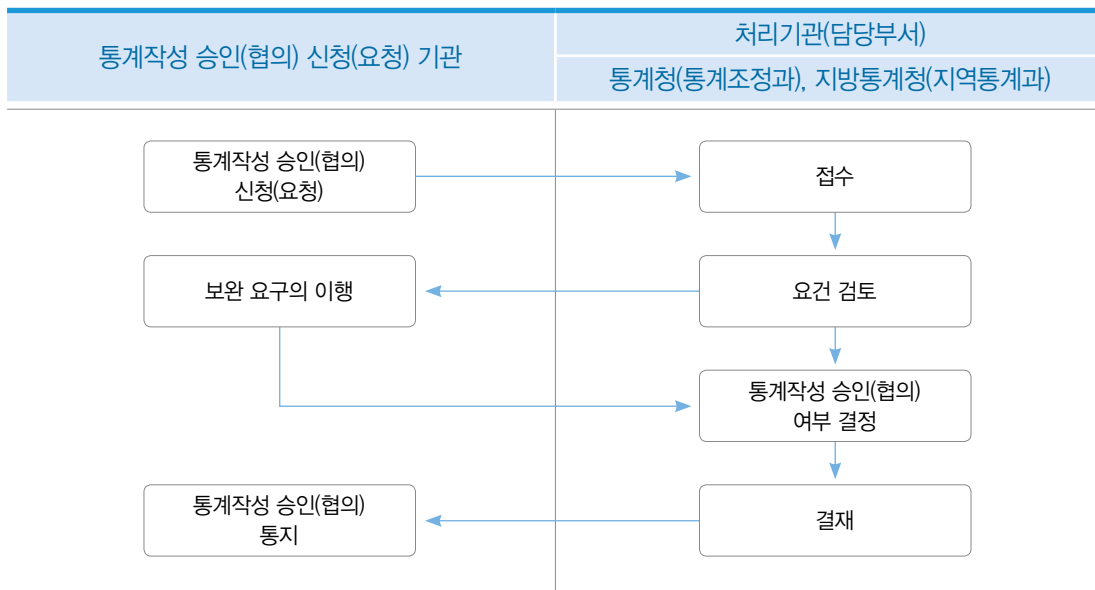 통계작성 승인(협의) 신청(요청) 기관
처리기관(담당부서)
통계청(통계조정과), 지방통계청(지역통계과)
통계작성 승인(협의)
신청(요청)
접수
보완 요구의 이행
요건 검토
통계작성 승인(협의)
여부 결정
통계작성 승인(협의)
통지
결재